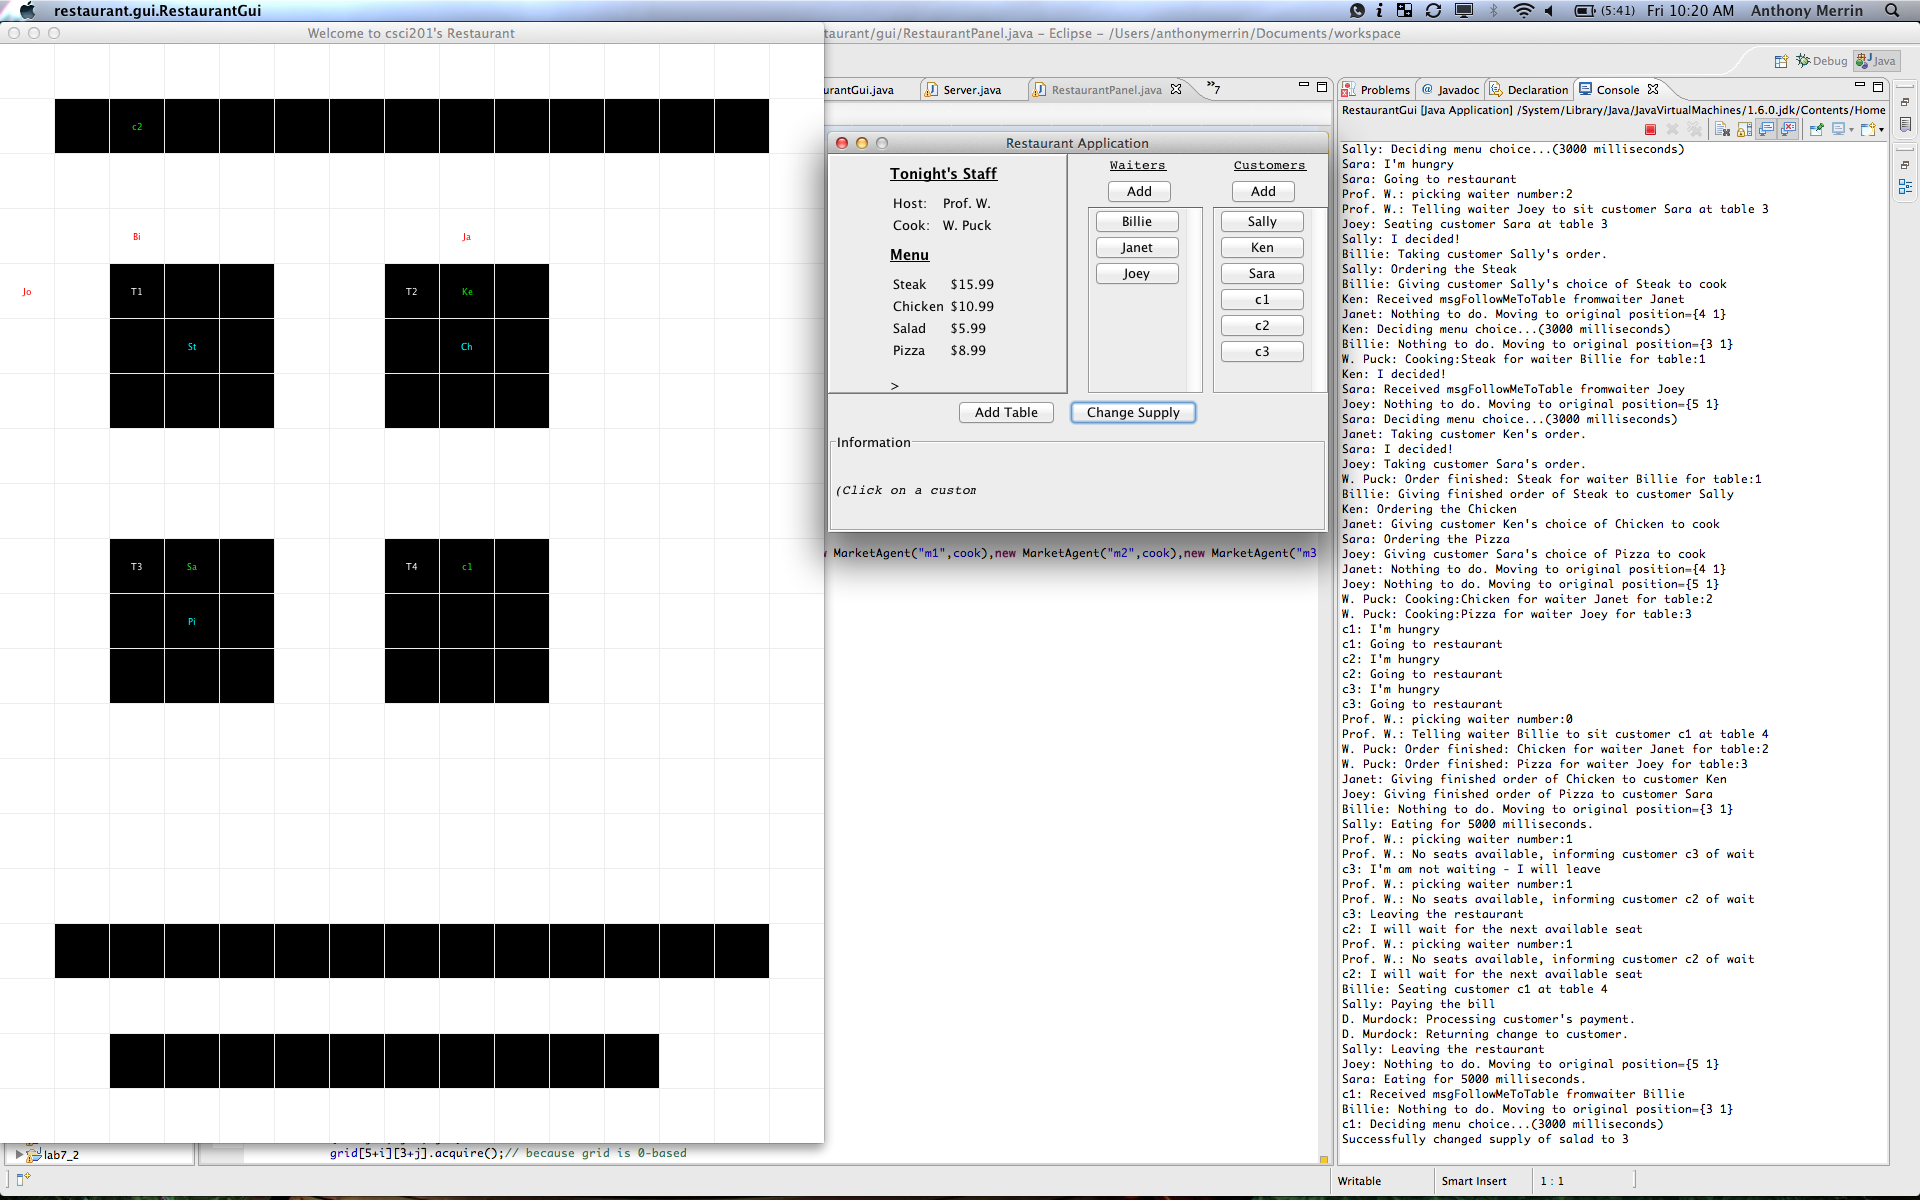 restaurant.gui.RestaurantGui
(5:41) Fri 10:20 AM Anthony Merrin
Welcome to csci201's Restaurant
taurant/gui/RestaurantPanel.java – Eclipse – /Users/anthonymerrin/Documents/workspace
Debug Java
urantGui.java Server.java RestaurantPanel.java »7
Problems @ Javadoc Declaration Console
RestaurantGui [Java Application] /System/Library/Java/JavaVirtualMachines/1.6.0.jdk/Contents/Home
c2
Bi Ja
Jo T1 T2 Ke
St Ch
T3 Sa T4 c1
Pi
Restaurant Application
Tonight's Staff
Host: Prof. W.
Cook: W. Puck
Menu
Steak $15.99
Chicken $10.99
Salad $5.99
Pizza $8.99
>
Waiters
Add
Billie
Janet
Joey
Customers
Add
Sally
Ken
Sara
c1
c2
c3
Add Table Change Supply
Information
(Click on a custom
MarketAgent("m1",cook),new MarketAgent("m2",cook),new MarketAgent("m3
Sally: Deciding menu choice...(3000 milliseconds)
Sara: I'm hungry
Sara: Going to restaurant
Prof. W.: picking waiter number:2
Prof. W.: Telling waiter Joey to sit customer Sara at table 3
Joey: Seating customer Sara at table 3
Sally: I decided!
Billie: Taking customer Sally's order.
Sally: Ordering the Steak
Billie: Giving customer Sally's choice of Steak to cook
Ken: Received msgFollowMeToTable fromwaiter Janet
Janet: Nothing to do. Moving to original position={4 1}
Ken: Deciding menu choice...(3000 milliseconds)
Billie: Nothing to do. Moving to original position={3 1}
W. Puck: Cooking:Steak for waiter Billie for table:1
Ken: I decided!
Sara: Received msgFollowMeToTable fromwaiter Joey
Joey: Nothing to do. Moving to original position={5 1}
Sara: Deciding menu choice...(3000 milliseconds)
Janet: Taking customer Ken's order.
Sara: I decided!
Joey: Taking customer Sara's order.
W. Puck: Order finished: Steak for waiter Billie for table:1
Billie: Giving finished order of Steak to customer Sally
Ken: Ordering the Chicken
Janet: Giving customer Ken's choice of Chicken to cook
Sara: Ordering the Pizza
Joey: Giving customer Sara's choice of Pizza to cook
Janet: Nothing to do. Moving to original position={4 1}
Joey: Nothing to do. Moving to original position={5 1}
W. Puck: Cooking:Chicken for waiter Janet for table:2
W. Puck: Cooking:Pizza for waiter Joey for table:3
c1: I'm hungry
c1: Going to restaurant
c2: I'm hungry
c2: Going to restaurant
c3: I'm hungry
c3: Going to restaurant
Prof. W.: picking waiter number:0
Prof. W.: Telling waiter Billie to sit customer c1 at table 4
W. Puck: Order finished: Chicken for waiter Janet for table:2
W. Puck: Order finished: Pizza for waiter Joey for table:3
Janet: Giving finished order of Chicken to customer Ken
Joey: Giving finished order of Pizza to customer Sara
Billie: Nothing to do. Moving to original position={3 1}
Sally: Eating for 5000 milliseconds.
Prof. W.: picking waiter number:1
Prof. W.: No seats available, informing customer c3 of wait
c3: I'm am not waiting - I will leave
Prof. W.: picking waiter number:1
Prof. W.: No seats available, informing customer c2 of wait
c3: Leaving the restaurant
c2: I will wait for the next available seat
Prof. W.: picking waiter number:1
Prof. W.: No seats available, informing customer c2 of wait
c2: I will wait for the next available seat
Billie: Seating customer c1 at table 4
Sally: Paying the bill
D. Murdock: Processing customer's payment.
D. Murdock: Returning change to customer.
Sally: Leaving the restaurant
Joey: Nothing to do. Moving to original position={5 1}
Sara: Eating for 5000 milliseconds.
c1: Received msgFollowMeToTable fromwaiter Billie
Billie: Nothing to do. Moving to original position={3 1}
c1: Deciding menu choice...(3000 milliseconds)
Successfully changed supply of salad to 3
lab7_2
grid[5+i][3+j].acquire();// because grid is 0-based
Writable Smart Insert 1 : 1